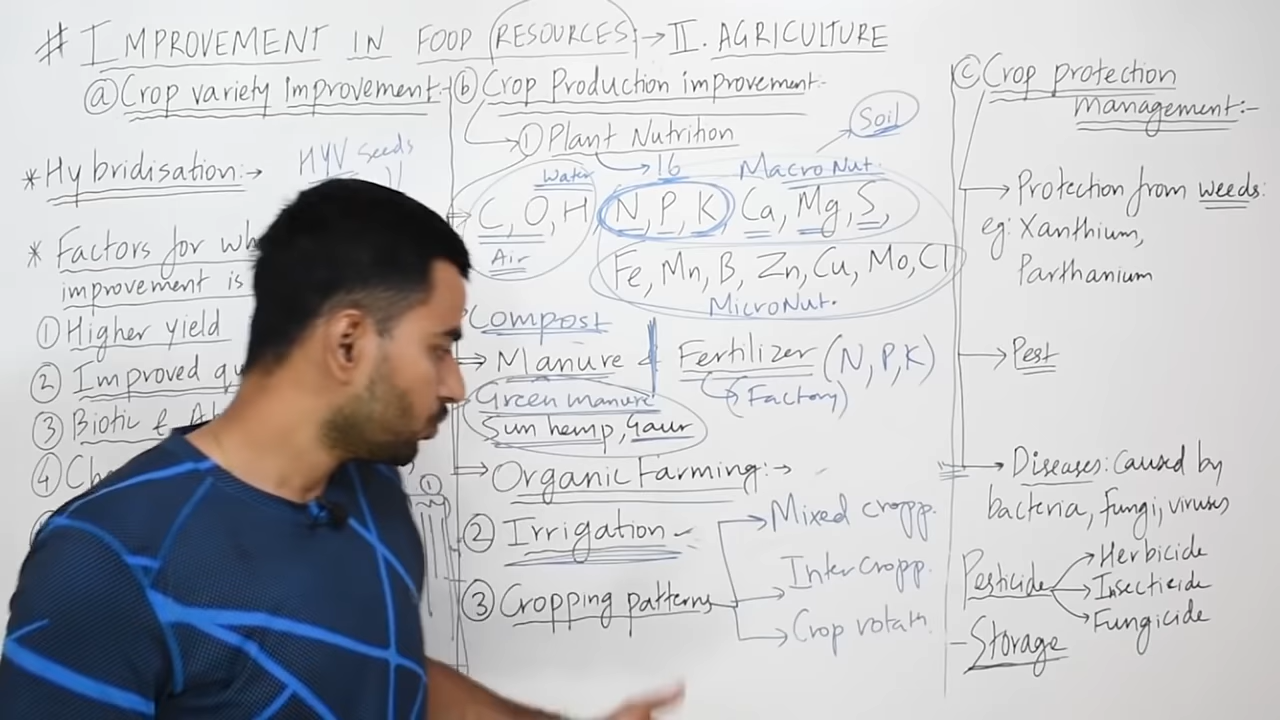 # IMPROVEMENT IN FOOD RESOURCES → II. AGRICULTURE
ⓐ Crop variety improvement:-
* Hybridisation:→
HYV seeds
* Factors for wh
improvement is
① Higher yield
② Improved qu
③ Biotic & Ab
④ Cha
①
ⓑ Crop Production improvement:-
① Plant Nutrition
→ 16
Soil
Water
Macro Nut.
C, O, H N, P, K Ca, Mg, S,
Air
Fe, Mn, B, Zn, Cu, Mo, Cl
MicroNut.
Compost
→ Manure & Fertilizer (N, P, K)
Green manure
(Factory)
Sun hemp, Gaur
→ Organic Farming:→
② Irrigation -
③ Cropping patterns
→ Mixed cropp.
→ Inter Cropp.
→ Crop rotath.
ⓒ Crop protection
management:-
→ Protection from weeds:
eg: Xanthium,
Parthanium
→ Pest
→ Diseases: caused by
bacteria, fungi, viruses
Pesticide
→ Herbicide
→ Insecticide
→ Fungicide
- Storage